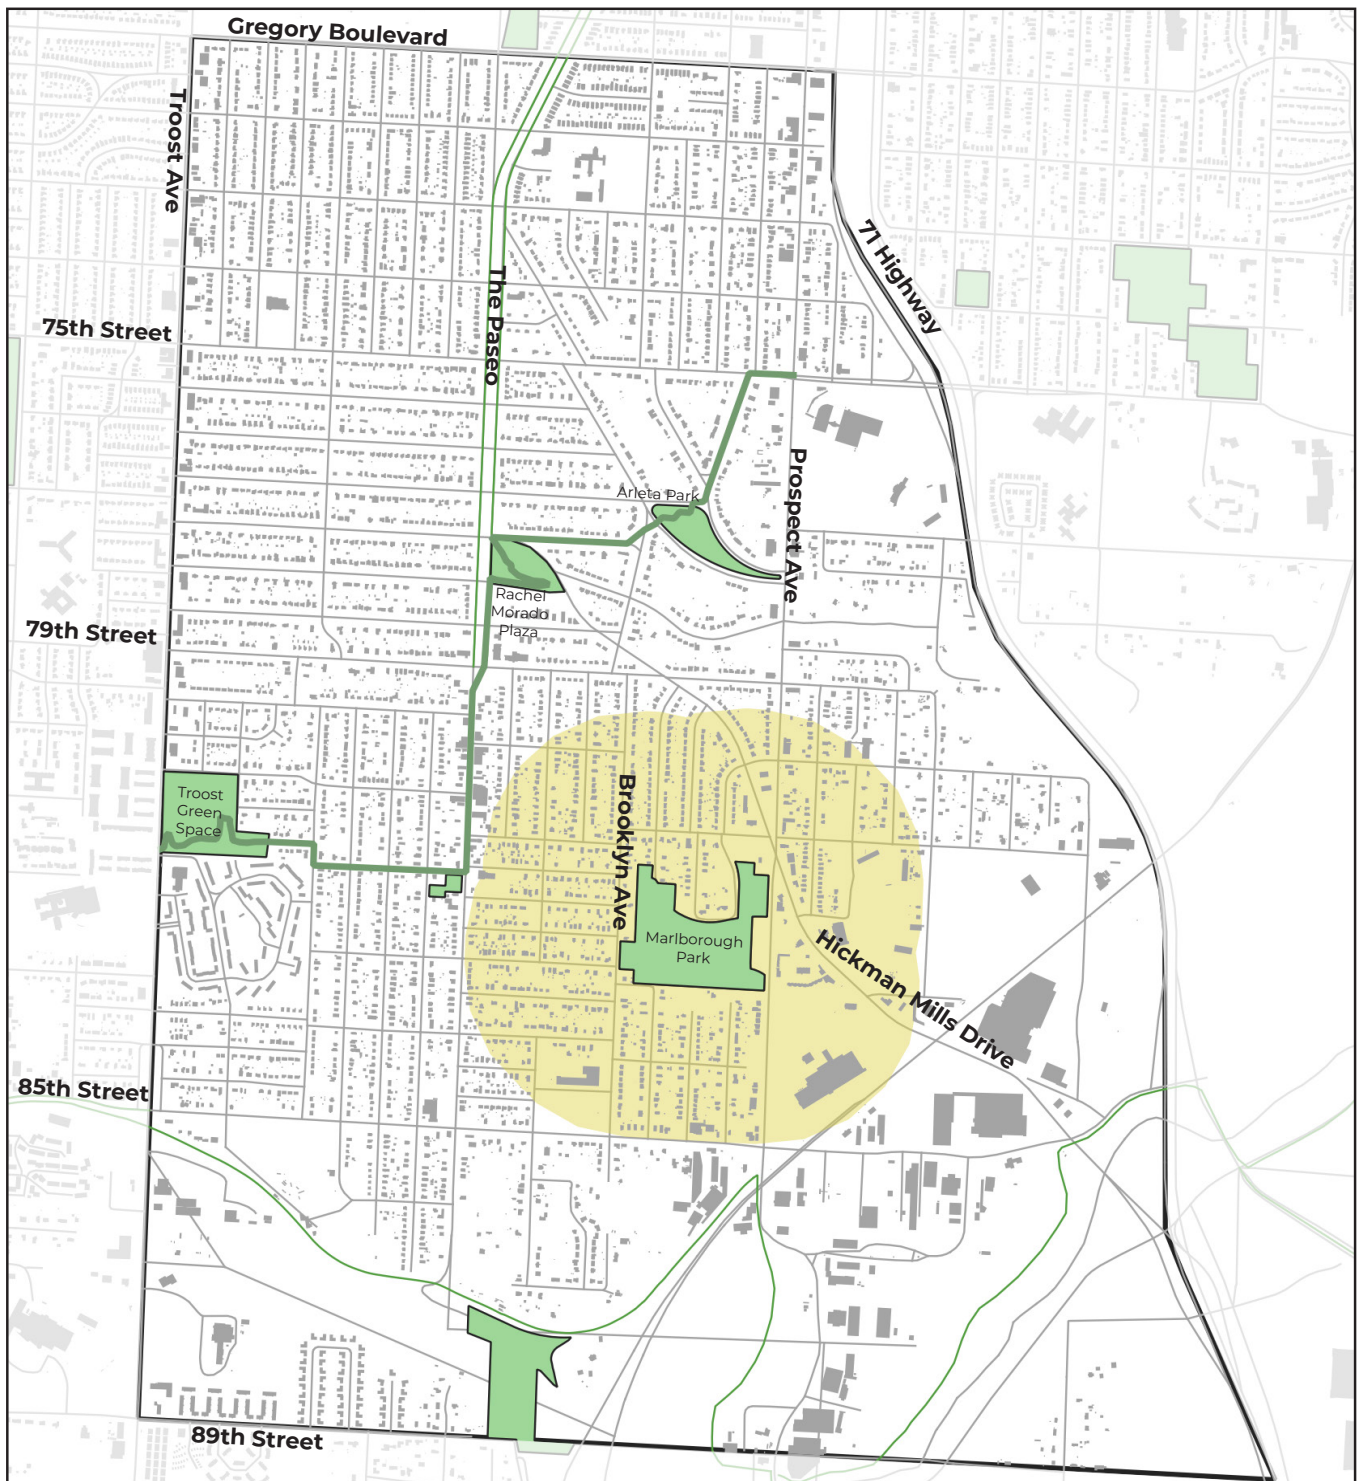 Gregory Boulevard
Troost Ave
71 Highway
The Paseo
75th Street
Prospect Ave
Arleta Park
Rachel
Morado
Plaza
79th Street
Troost
Green
Space
Brooklyn Ave
Marlborough
Park
Hickman Mills Drive
85th Street
89th Street